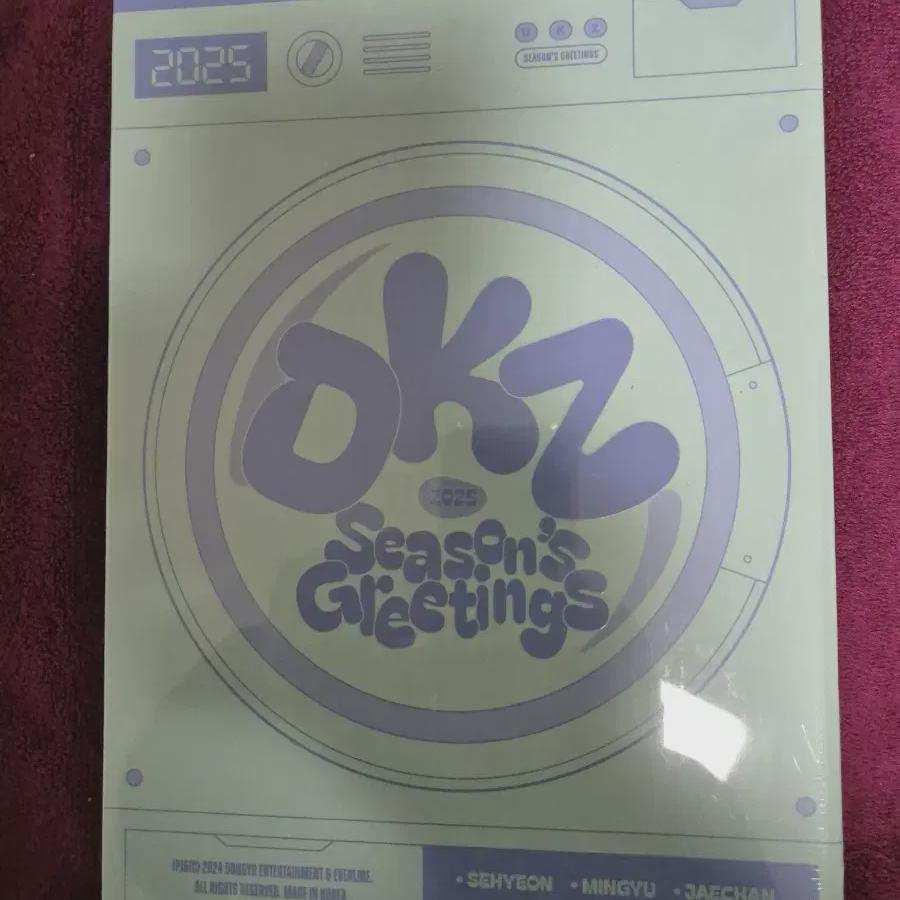 2025
D K Z
SEASON'S GREETINGS
DKZ
2025
Season's
Greetings
(P)&(C) 2024 DONGYO ENTERTAINMENT & EVERLINE.
ALL RIGHTS RESERVED. MADE IN KOREA
• SEHYEON • MINGYU • JAECHAN